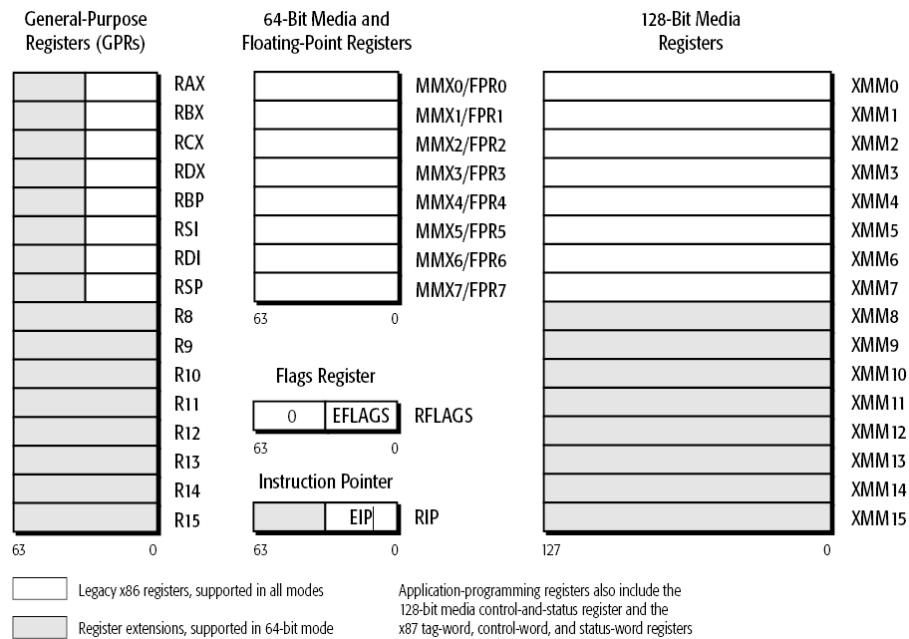 General-Purpose
Registers (GPRs)
64-Bit Media and
Floating-Point Registers
128-Bit Media
Registers
RAX
RBX
RCX
RDX
RBP
RSI
RDI
RSP
R8
R9
R10
R11
R12
R13
R14
R15
63 0
MMX0/FPR0
MMX1/FPR1
MMX2/FPR2
MMX3/FPR3
MMX4/FPR4
MMX5/FPR5
MMX6/FPR6
MMX7/FPR7
63 0
Flags Register
0 EFLAGS RFLAGS
63 0
Instruction Pointer
EIP RIP
63 0
XMM0
XMM1
XMM2
XMM3
XMM4
XMM5
XMM6
XMM7
XMM8
XMM9
XMM10
XMM11
XMM12
XMM13
XMM14
XMM15
127 0
Legacy x86 registers, supported in all modes
Register extensions, supported in 64-bit mode
Application-programming registers also include the
128-bit media control-and-status register and the
x87 tag-word, control-word, and status-word registers